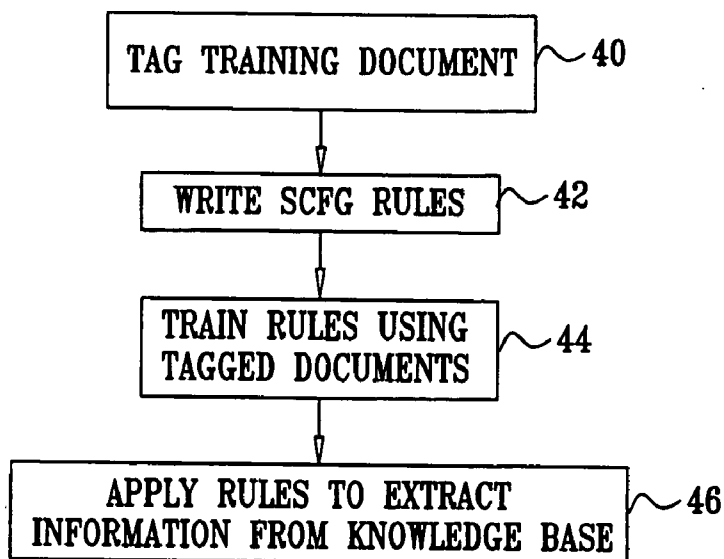 TAG TRAINING DOCUMENT 40
WRITE SCFG RULES 42
TRAIN RULES USING
TAGGED DOCUMENTS 44
APPLY RULES TO EXTRACT
INFORMATION FROM KNOWLEDGE BASE 46